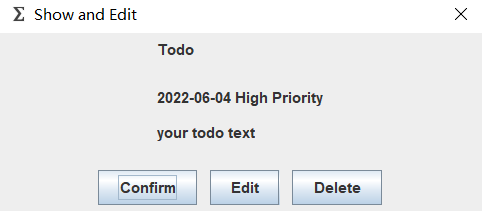 Σ Show and Edit
Todo
2022-06-04 High Priority
your todo text
Confirm Edit Delete